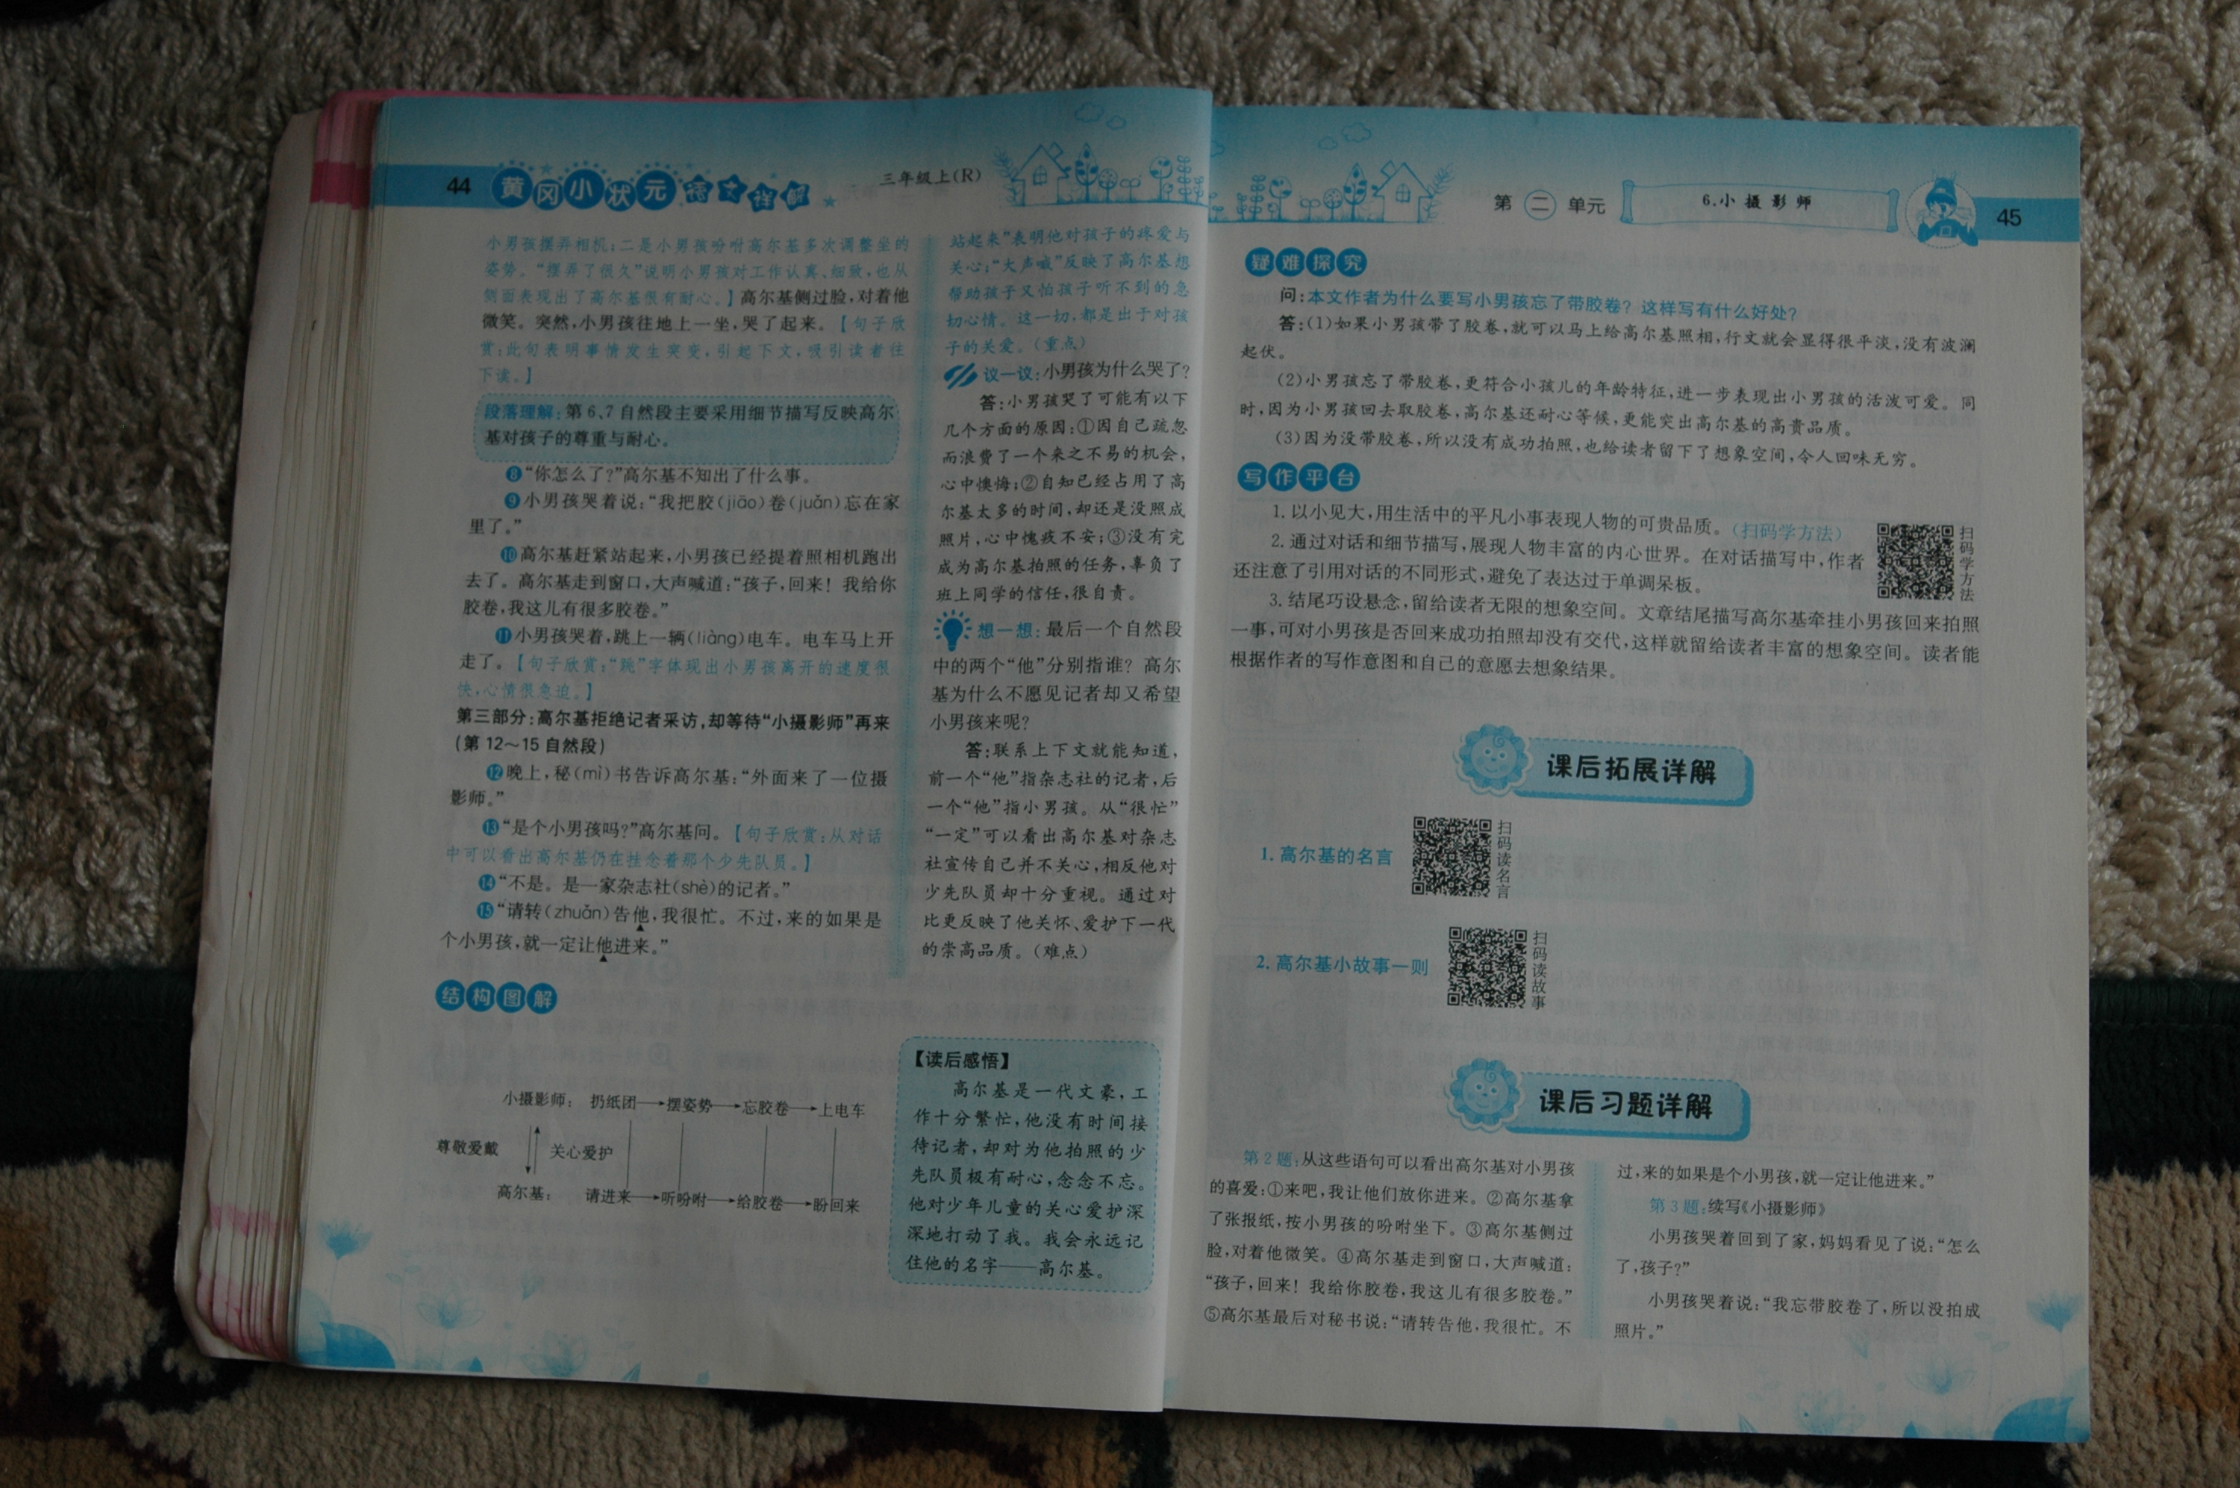 44 黄冈小状元 三年级上(R)
小男孩摆弄相机;二是小男孩吩咐高尔基多次调整坐的
姿势。“摆弄了很久”说明小男孩对工作认真、细致,也从
侧面表现出了高尔基很有耐心。】高尔基侧过脸,对着他
微笑。突然,小男孩往地上一坐,哭了起来。【句子欣
赏:此句表明事情发生突变,引起下文,吸引读者往
下读。】
段落理解:第6、7自然段主要采用细节描写反映高尔
基对孩子的尊重与耐心。
⑧“你怎么了?”高尔基不知出了什么事。
⑨小男孩哭着说:“我把胶(jiāo)卷(juǎn)忘在家
里了。”
⑩高尔基赶紧站起来,小男孩已经提着照相机跑出
去了。高尔基走到窗口,大声喊道:“孩子,回来!我给你
胶卷,我这儿有很多胶卷。”
⑪小男孩哭着,跳上一辆(liàng)电车。电车马上开
走了。【句子欣赏:“跳”字体现出小男孩离开的速度很
快,心情很急迫。】
第三部分:高尔基拒绝记者采访,却等待“小摄影师”再来
(第12~15自然段)
⑫晚上,秘(mì)书告诉高尔基:“外面来了一位摄
影师。”
⑬“是个小男孩吗?”高尔基问。【句子欣赏:从对话
中可以看出高尔基仍在挂念着那个少先队员。】
⑭“不是。是一家杂志社(shè)的记者。”
⑮“请转(zhuǎn)告他,我很忙。不过,来的如果是
个小男孩,就一定让他进来。”
站起来”表明他对孩子的疼爱与
关心;“大声喊”反映了高尔基想
帮助孩子又怕孩子听不到的急
切心情。这一切,都是出于对孩
子的关爱。(重点)
议一议:小男孩为什么哭了?
答:小男孩哭了可能有以下
几个方面的原因:①因自己疏忽
而浪费了一个来之不易的机会,
心中懊悔;②自知已经占用了高
尔基太多的时间,却还是没照成
照片,心中愧疚不安;③没有完
成为高尔基拍照的任务,辜负了
班上同学的信任,很自责。
想一想:最后一个自然段
中的两个“他”分别指谁?高尔
基为什么不愿见记者却又希望
小男孩来呢?
答:联系上下文就能知道,
前一个“他”指杂志社的记者,后
一个“他”指小男孩。从“很忙”
“一定”可以看出高尔基对杂志
社宣传自己并不关心,相反他对
少先队员却十分重视。通过对
比更反映了他关怀、爱护下一代
的崇高品质。(难点)
结构图解
小摄影师:扔纸团→摆姿势→忘胶卷→上电车
尊敬爱戴 关心爱护
高尔基:请进来→听吩咐→给胶卷→盼回来
【读后感悟】
高尔基是一代文豪,工
作十分繁忙,他没有时间接
待记者,却对为他拍照的少
先队员极有耐心,念念不忘。
他对少年儿童的关心爱护深
深地打动了我。我会永远记
住他的名字——高尔基。
第二单元 6.小摄影师 45
疑难探究
问:本文作者为什么要写小男孩忘了带胶卷?这样写有什么好处?
答:(1)如果小男孩带了胶卷,就可以马上给高尔基照相,行文就会显得很平淡,没有波澜
起伏。
(2)小男孩忘了带胶卷,更符合小孩儿的年龄特征,进一步表现出小男孩的活泼可爱。同
时,因为小男孩回去取胶卷,高尔基还耐心等候,更能突出高尔基的高贵品质。
(3)因为没带胶卷,所以没有成功拍照,也给读者留下了想象空间,令人回味无穷。
写作平台
1.以小见大,用生活中的平凡小事表现人物的可贵品质。(扫码学方法)
2.通过对话和细节描写,展现人物丰富的内心世界。在对话描写中,作者
还注意了引用对话的不同形式,避免了表达过于单调呆板。
扫码学方法
3.结尾巧设悬念,留给读者无限的想象空间。文章结尾描写高尔基牵挂小男孩回来拍照
一事,可对小男孩是否回来成功拍照却没有交代,这样就留给读者丰富的想象空间。读者能
根据作者的写作意图和自己的意愿去想象结果。
课后拓展详解
1.高尔基的名言
扫码读名言
2.高尔基小故事一则
扫码读故事
课后习题详解
第2题:从这些语句可以看出高尔基对小男孩
的喜爱:①来吧,我让他们放你进来。②高尔基拿
了张报纸,按小男孩的吩咐坐下。③高尔基侧过
脸,对着他微笑。④高尔基走到窗口,大声喊道:
“孩子,回来!我给你胶卷,我这儿有很多胶卷。”
⑤高尔基最后对秘书说:“请转告他,我很忙。不
过,来的如果是个小男孩,就一定让他进来。”
第3题:续写《小摄影师》
小男孩哭着回到了家,妈妈看见了说:“怎么
了,孩子?”
小男孩哭着说:“我忘带胶卷了,所以没拍成
照片。”